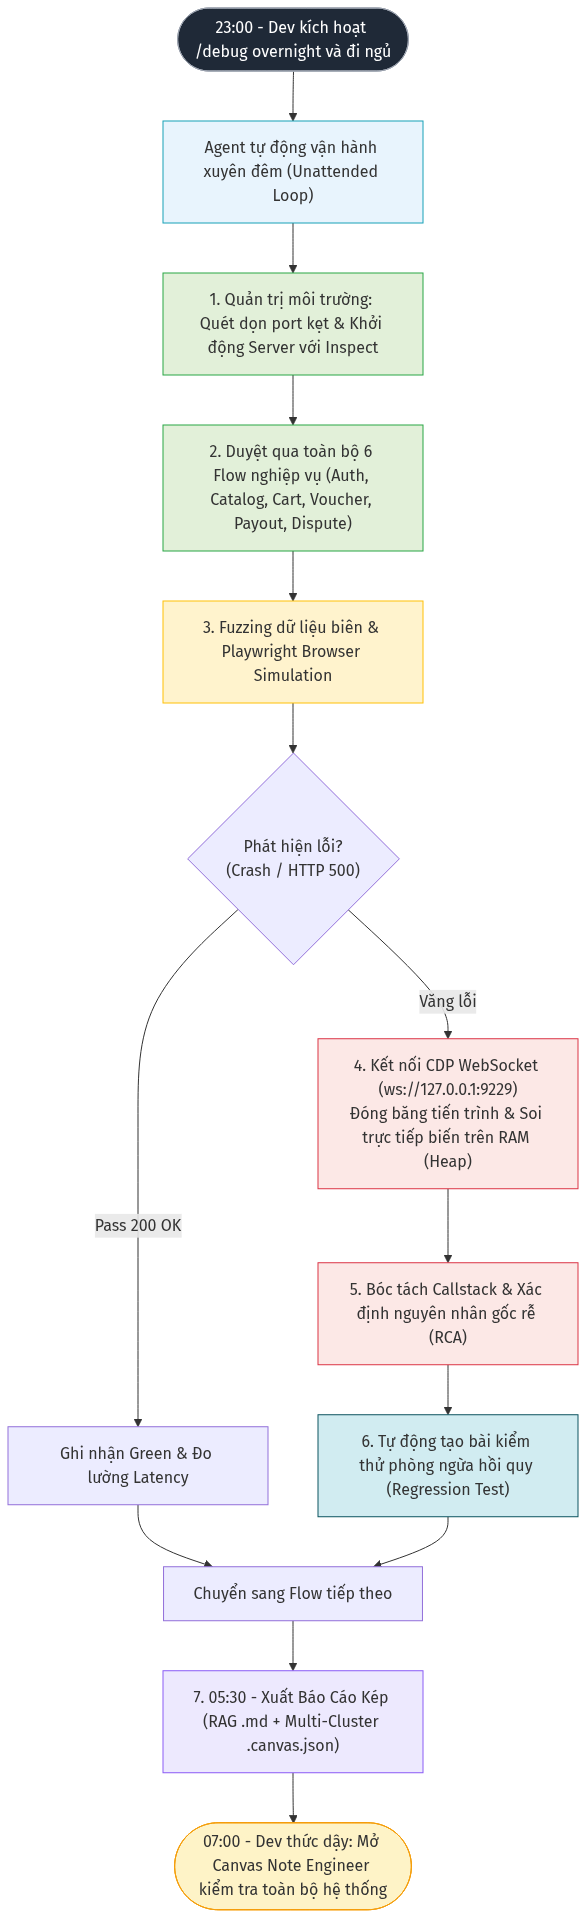 23:00 - Dev kích hoạt
/debug overnight và đi ngủ
Agent tự động vận hành
xuyên đêm (Unattended
Loop)
1. Quản trị môi trường:
Quét dọn port kẹt & Khởi
động Server với Inspect
2. Duyệt qua toàn bộ 6
Flow nghiệp vụ (Auth,
Catalog, Cart, Voucher,
Payout, Dispute)
3. Fuzzing dữ liệu biên &
Playwright Browser
Simulation
Phát hiện lỗi?
(Crash / HTTP 500)
Văng lỗi
4. Kết nối CDP WebSocket
(ws://127.0.0.1:9229)
Đóng băng tiến trình & Soi
trực tiếp biến trên RAM
(Heap)
Pass 200 OK
5. Bóc tách Callstack & Xác
định nguyên nhân gốc rễ
(RCA)
Ghi nhận Green & Đo
lường Latency
6. Tự động tạo bài kiểm
thử phòng ngừa hồi quy
(Regression Test)
Chuyển sang Flow tiếp theo
7. 05:30 - Xuất Báo Cáo Kép
(RAG .md + Multi-Cluster
.canvas.json)
07:00 - Dev thức dậy: Mở
Canvas Note Engineer
kiểm tra toàn bộ hệ thống